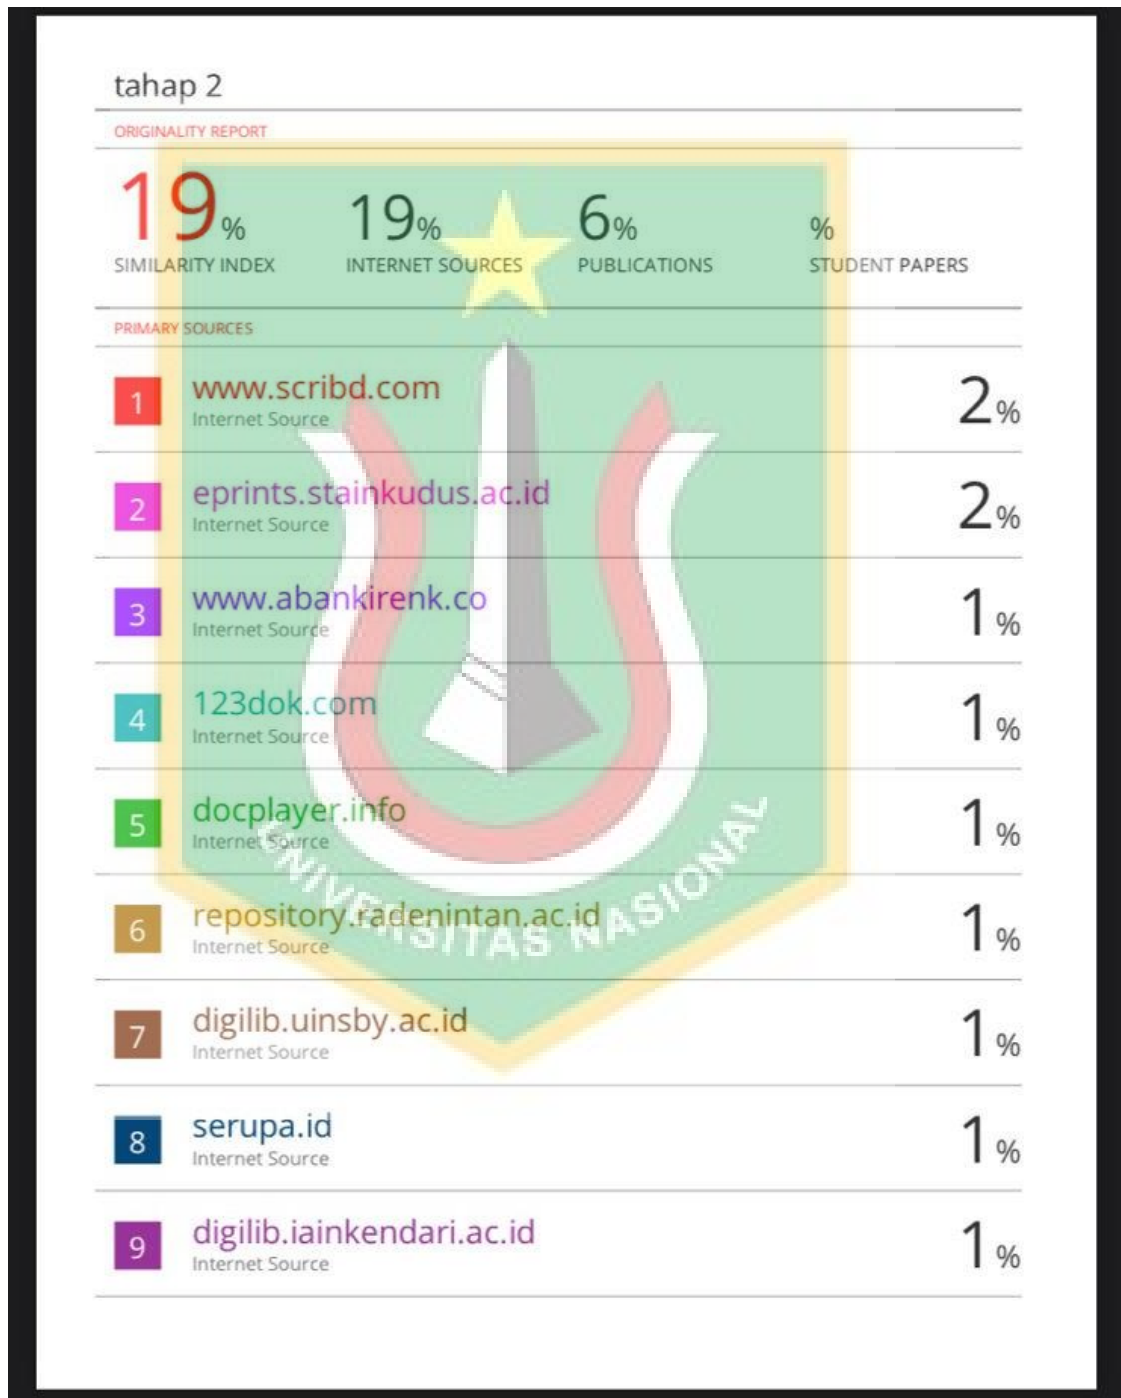 tahap 2
ORIGINALITY REPORT
19% 19% 6% %
SIMILARITY INDEX INTERNET SOURCES PUBLICATIONS STUDENT PAPERS
PRIMARY SOURCES
1 www.scribd.com 2%
Internet Source
2 eprints.stainkudus.ac.id 2%
Internet Source
3 www.abankirenk.co 1%
Internet Source
4 123dok.com 1%
Internet Source
5 docplayer.info 1%
Internet Source
6 repository.radenintan.ac.id 1%
Internet Source
7 digilib.uinsby.ac.id 1%
Internet Source
8 serupa.id 1%
Internet Source
9 digilib.iainkendari.ac.id 1%
Internet Source
UNIVERSITAS NASIONAL